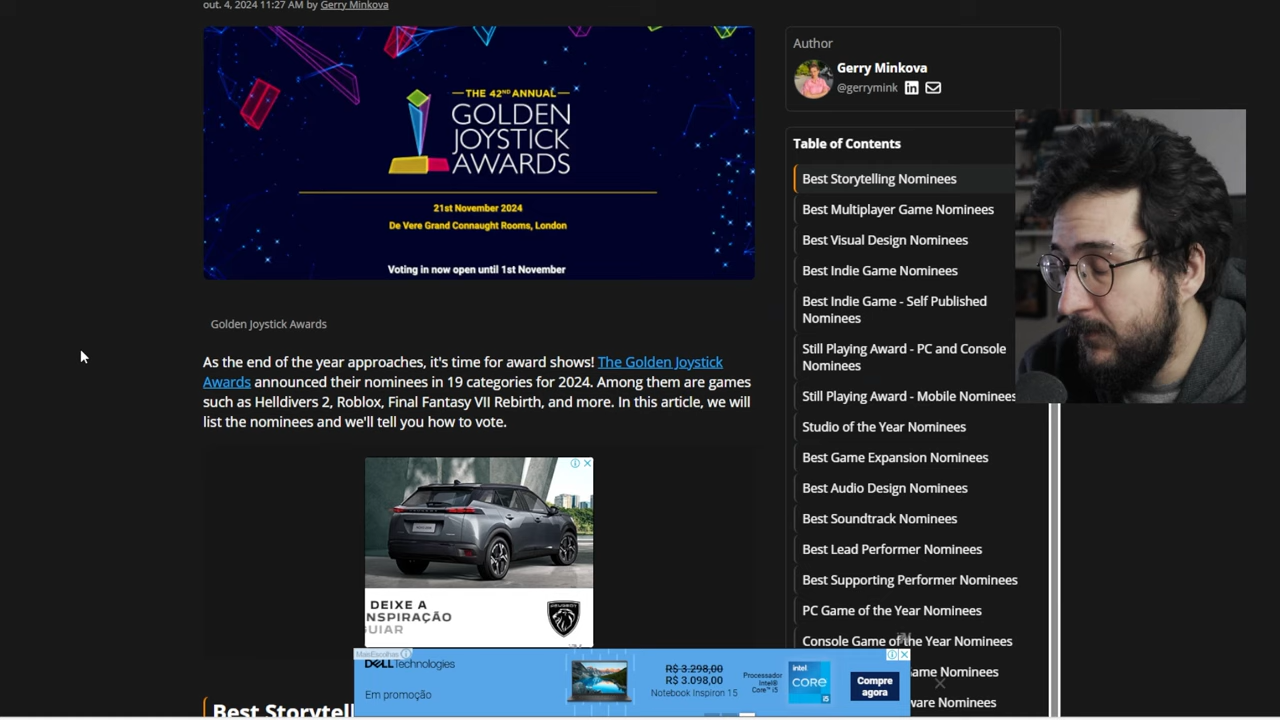 out. 4, 2024 11:27 AM by Gerry Minkova
THE 42ND ANNUAL
GOLDEN
JOYSTICK
AWARDS
21st November 2024
De Vere Grand Connaught Rooms, London
Voting in now open until 1st November
Golden Joystick Awards
As the end of the year approaches, it's time for award shows! The Golden Joystick
Awards announced their nominees in 19 categories for 2024. Among them are games
such as Helldivers 2, Roblox, Final Fantasy VII Rebirth, and more. In this article, we will
list the nominees and we'll tell you how to vote.
DEIXE A
NSPIRAÇÃO
GUIAR
MaisEscolhas
DELLTechnologies
Em promoção
R$ 3.298,00
R$ 3.098,00
Notebook Inspiron 15
Processador
Intel®
Core™ i5
intel
CORE
i5
Compre
agora
Best Storytell
Author
Gerry Minkova
@gerrymink
Table of Contents
Best Storytelling Nominees
Best Multiplayer Game Nominees
Best Visual Design Nominees
Best Indie Game Nominees
Best Indie Game - Self Published
Nominees
Still Playing Award - PC and Console
Nominees
Still Playing Award - Mobile Nominees
Studio of the Year Nominees
Best Game Expansion Nominees
Best Audio Design Nominees
Best Soundtrack Nominees
Best Lead Performer Nominees
Best Supporting Performer Nominees
PC Game of the Year Nominees
Console Game of the Year Nominees
ame Nominees
ware Nominees